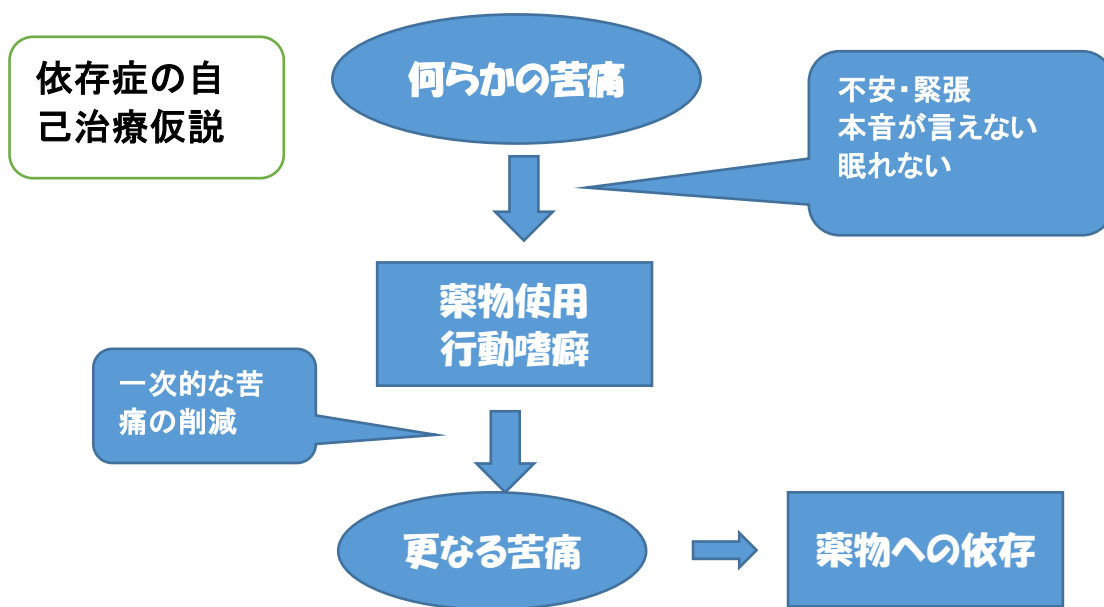 依存症の自
己治療仮説
何らかの苦痛
不安・緊張
本音が言えない
眠れない
薬物使用
行動嗜癖
一次的な苦
痛の削減
更なる苦痛
薬物への依存